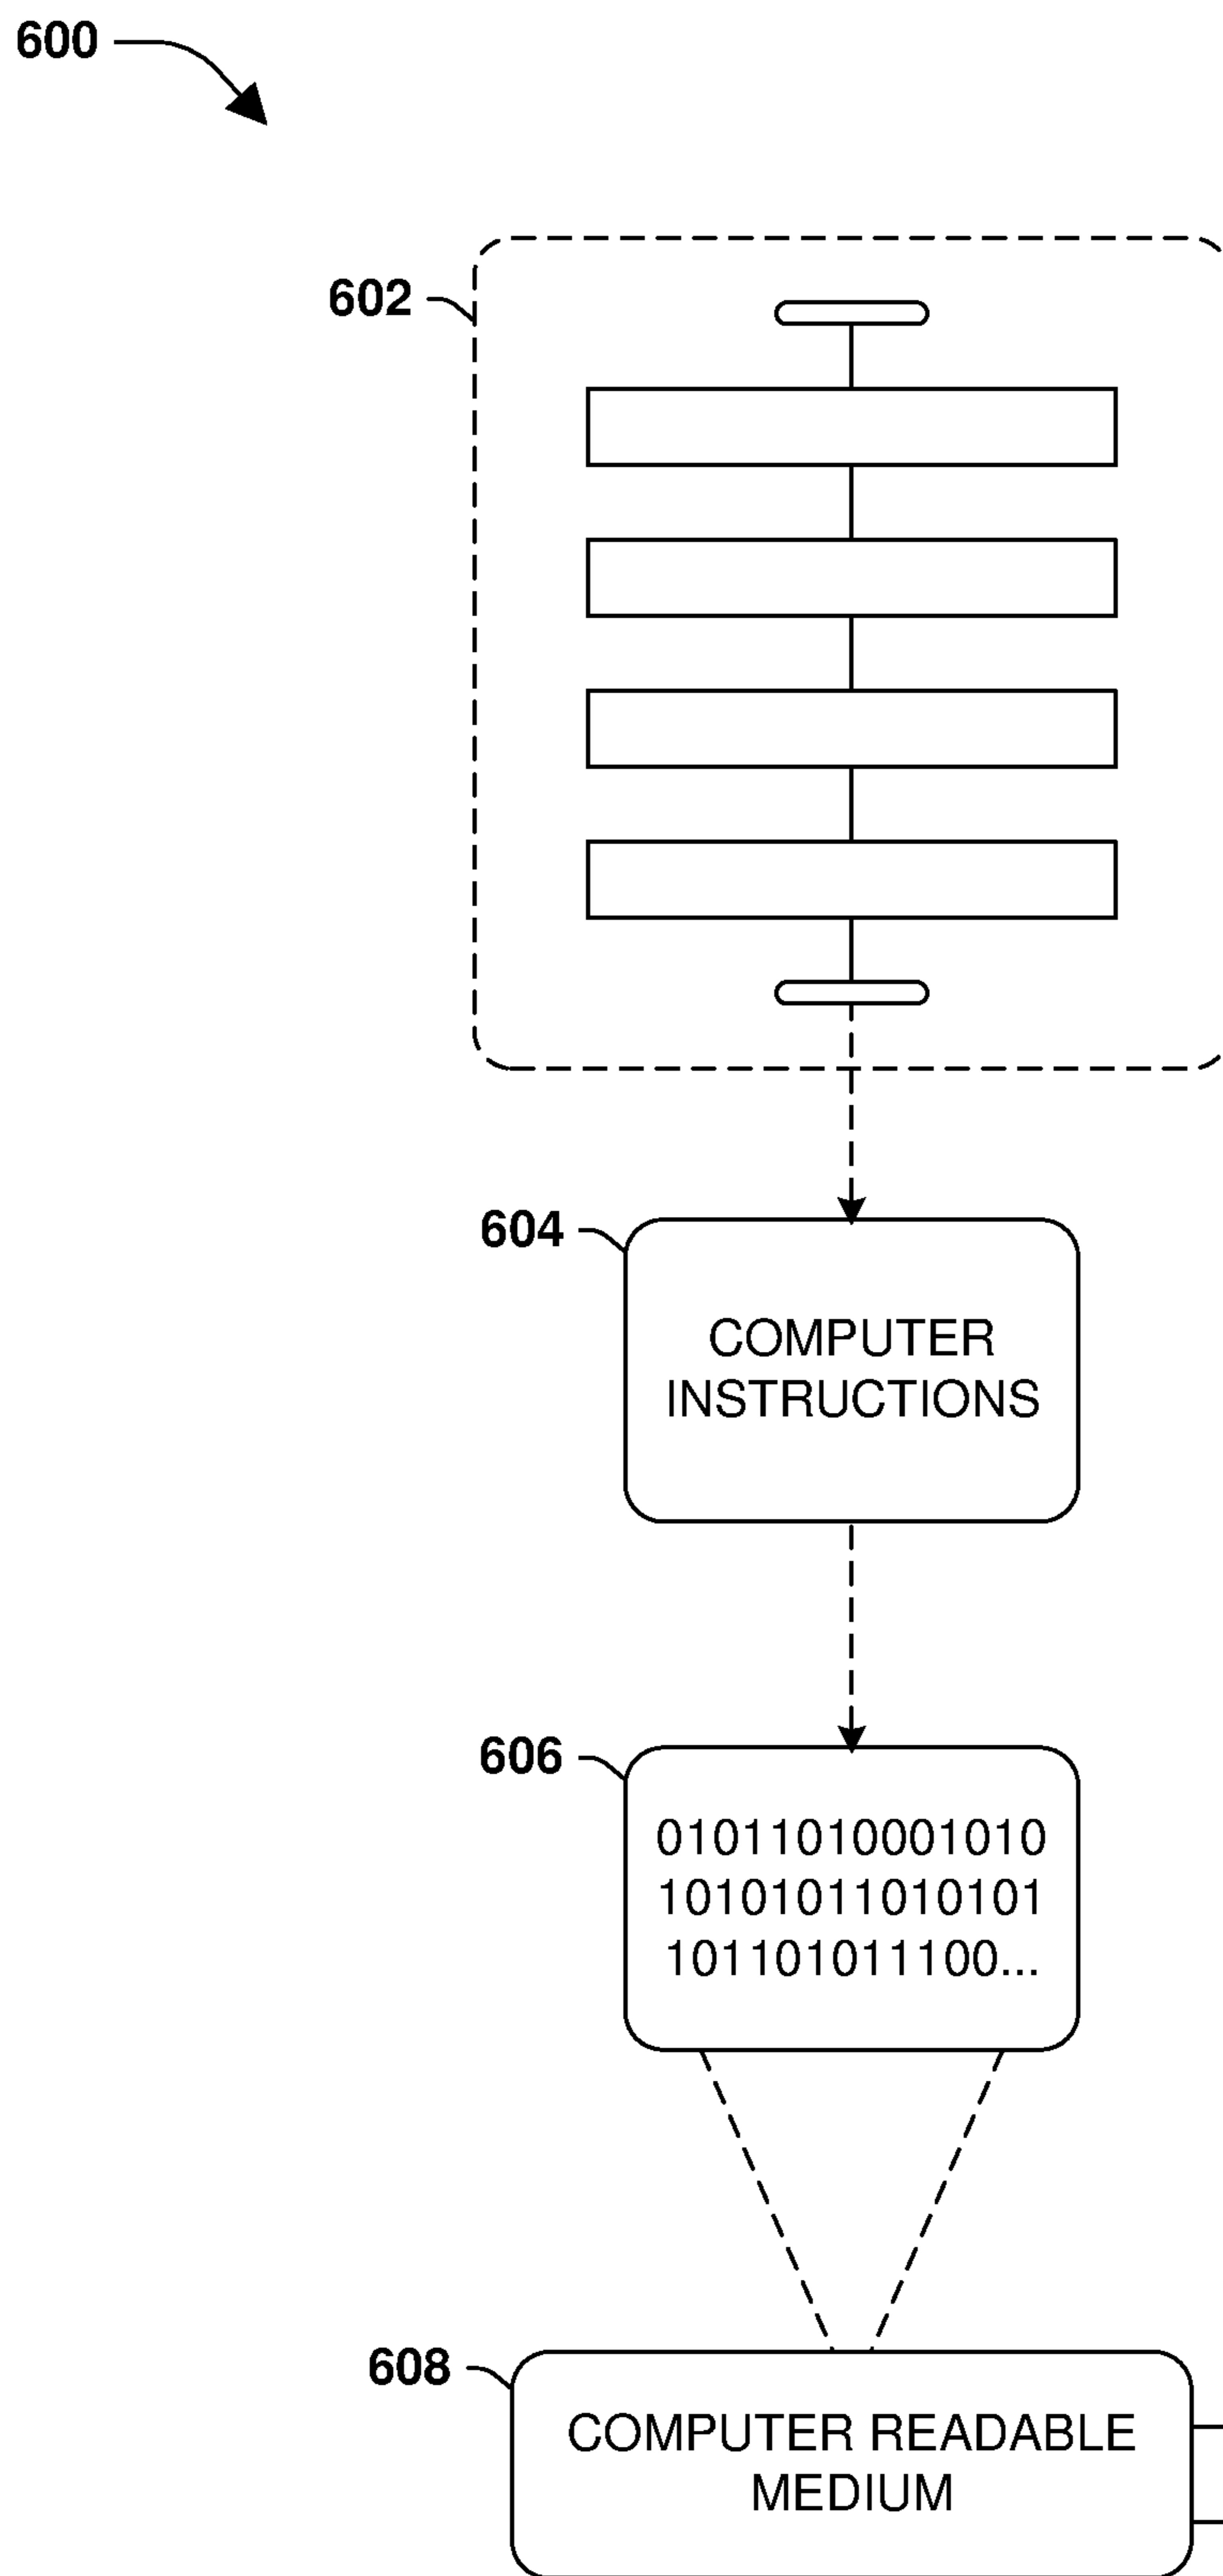 600
602
604
COMPUTER
INSTRUCTIONS
606
01011010001010
10101011010101
101101011100...
608
COMPUTER READABLE
MEDIUM